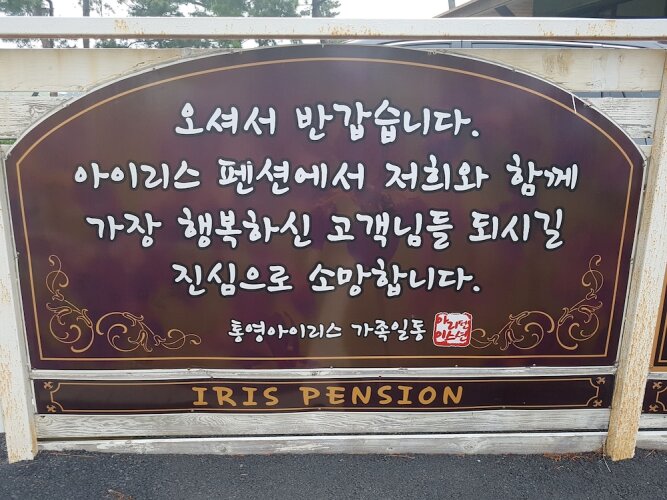 오셔서 반갑습니다.
아이리스 펜션에서 저희와 함께
가장 행복하신 고객님들 되시길
진심으로 소망합니다.
통영아이리스 가족일동
IRIS PENSION